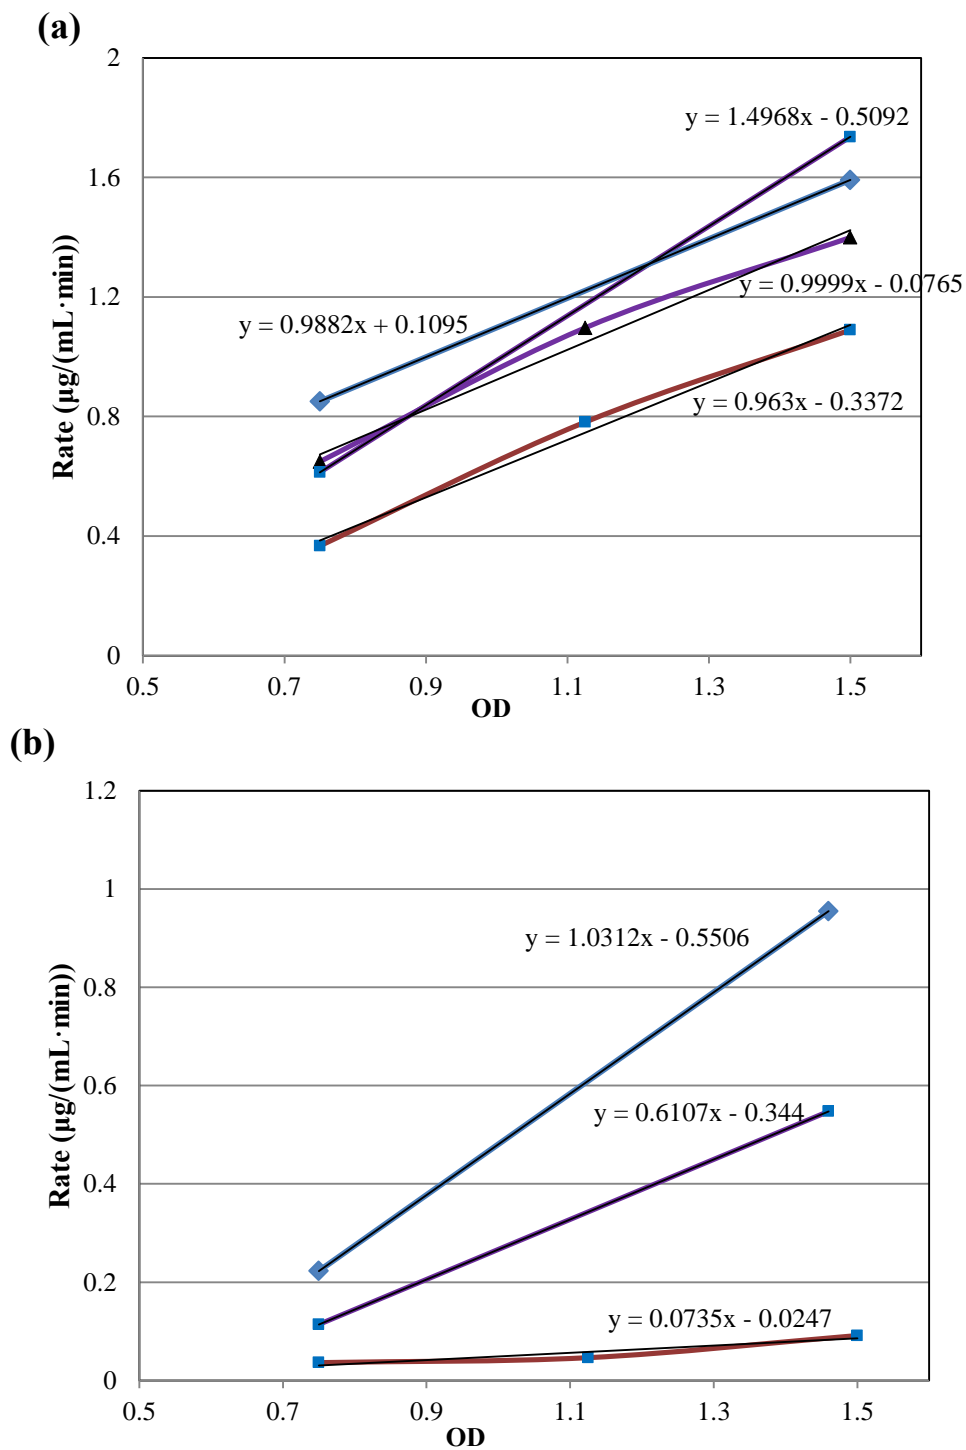 (a)
2
1.6
1.2
0.8
0.4
0
Rate (µg/(mL·min))
y = 1.4968x - 0.5092
y = 0.9999x - 0.0765
y = 0.9882x + 0.1095
y = 0.963x - 0.3372
0.5 0.7 0.9 1.1 1.3 1.5
OD
(b)
1.2
1
0.8
0.6
0.4
0.2
0
Rate (µg/(mL·min))
y = 1.0312x - 0.5506
y = 0.6107x - 0.344
y = 0.0735x - 0.0247
0.5 0.7 0.9 1.1 1.3 1.5
OD